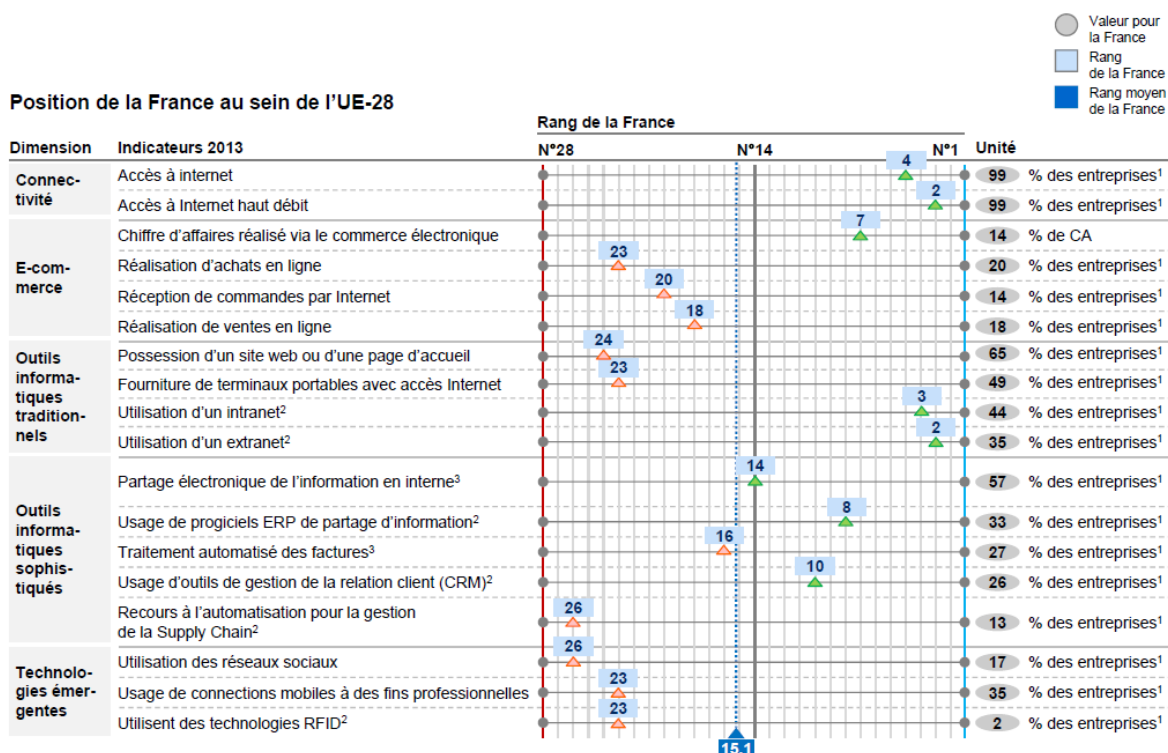 Valeur pour
la France
Rang
de la France
Rang moyen
de la France
Position de la France au sein de l'UE-28
Rang de la France
Dimension Indicateurs 2013 N°28 N°14 N°1 Unité
Connec-
tivité
Accès à internet 4 99 % des entreprises¹
Accès à Internet haut débit 2 99 % des entreprises¹
E-com-
merce
Chiffre d'affaires réalisé via le commerce électronique 7 14 % de CA
Réalisation d'achats en ligne 23 20 % des entreprises¹
Réception de commandes par Internet 20 14 % des entreprises¹
Réalisation de ventes en ligne 18 18 % des entreprises¹
Outils
informa-
tiques
tradition-
nels
Possession d'un site web ou d'une page d'accueil 24 65 % des entreprises¹
Fourniture de terminaux portables avec accès Internet 23 49 % des entreprises¹
Utilisation d'un intranet² 3 44 % des entreprises¹
Utilisation d'un extranet² 2 35 % des entreprises¹
Outils
informa-
tiques
sophis-
tiqués
Partage électronique de l'information en interne³ 14 57 % des entreprises¹
Usage de progiciels ERP de partage d'information² 8 33 % des entreprises¹
Traitement automatisé des factures³ 16 27 % des entreprises¹
Usage d'outils de gestion de la relation client (CRM)² 10 26 % des entreprises¹
Recours à l'automatisation pour la gestion
de la Supply Chain² 26 13 % des entreprises¹
Technolo-
gies émer-
gentes
Utilisation des réseaux sociaux 26 17 % des entreprises¹
Usage de connections mobiles à des fins professionnelles 23 35 % des entreprises¹
Utilisent des technologies RFID² 23 2 % des entreprises¹
15,1